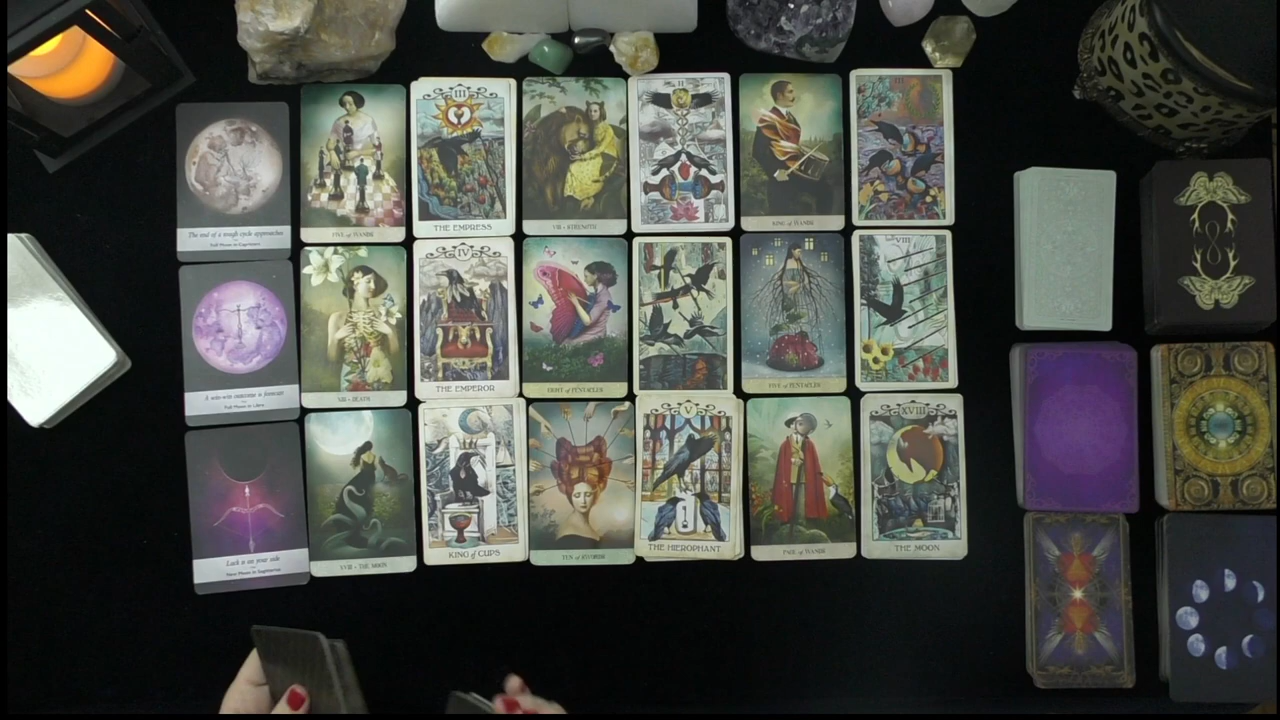 The end of a tough cycle approaches
Full Moon in Capricorn
FIVE of WANDS
III
THE EMPRESS
VIII • STRENGTH
II
KING of WANDS
III
A win-win outcome is forecast
Full Moon in Libra
XIII • DEATH
IV
THE EMPEROR
EIGHT of PENTACLES
V
FIVE of PENTACLES
VIII
Luck is on your side
New Moon in Sagittarius
XVIII • THE MOON
KING of CUPS
TEN of SWORDS
V
THE HIEROPHANT
PAGE of WANDS
XVIII
THE MOON